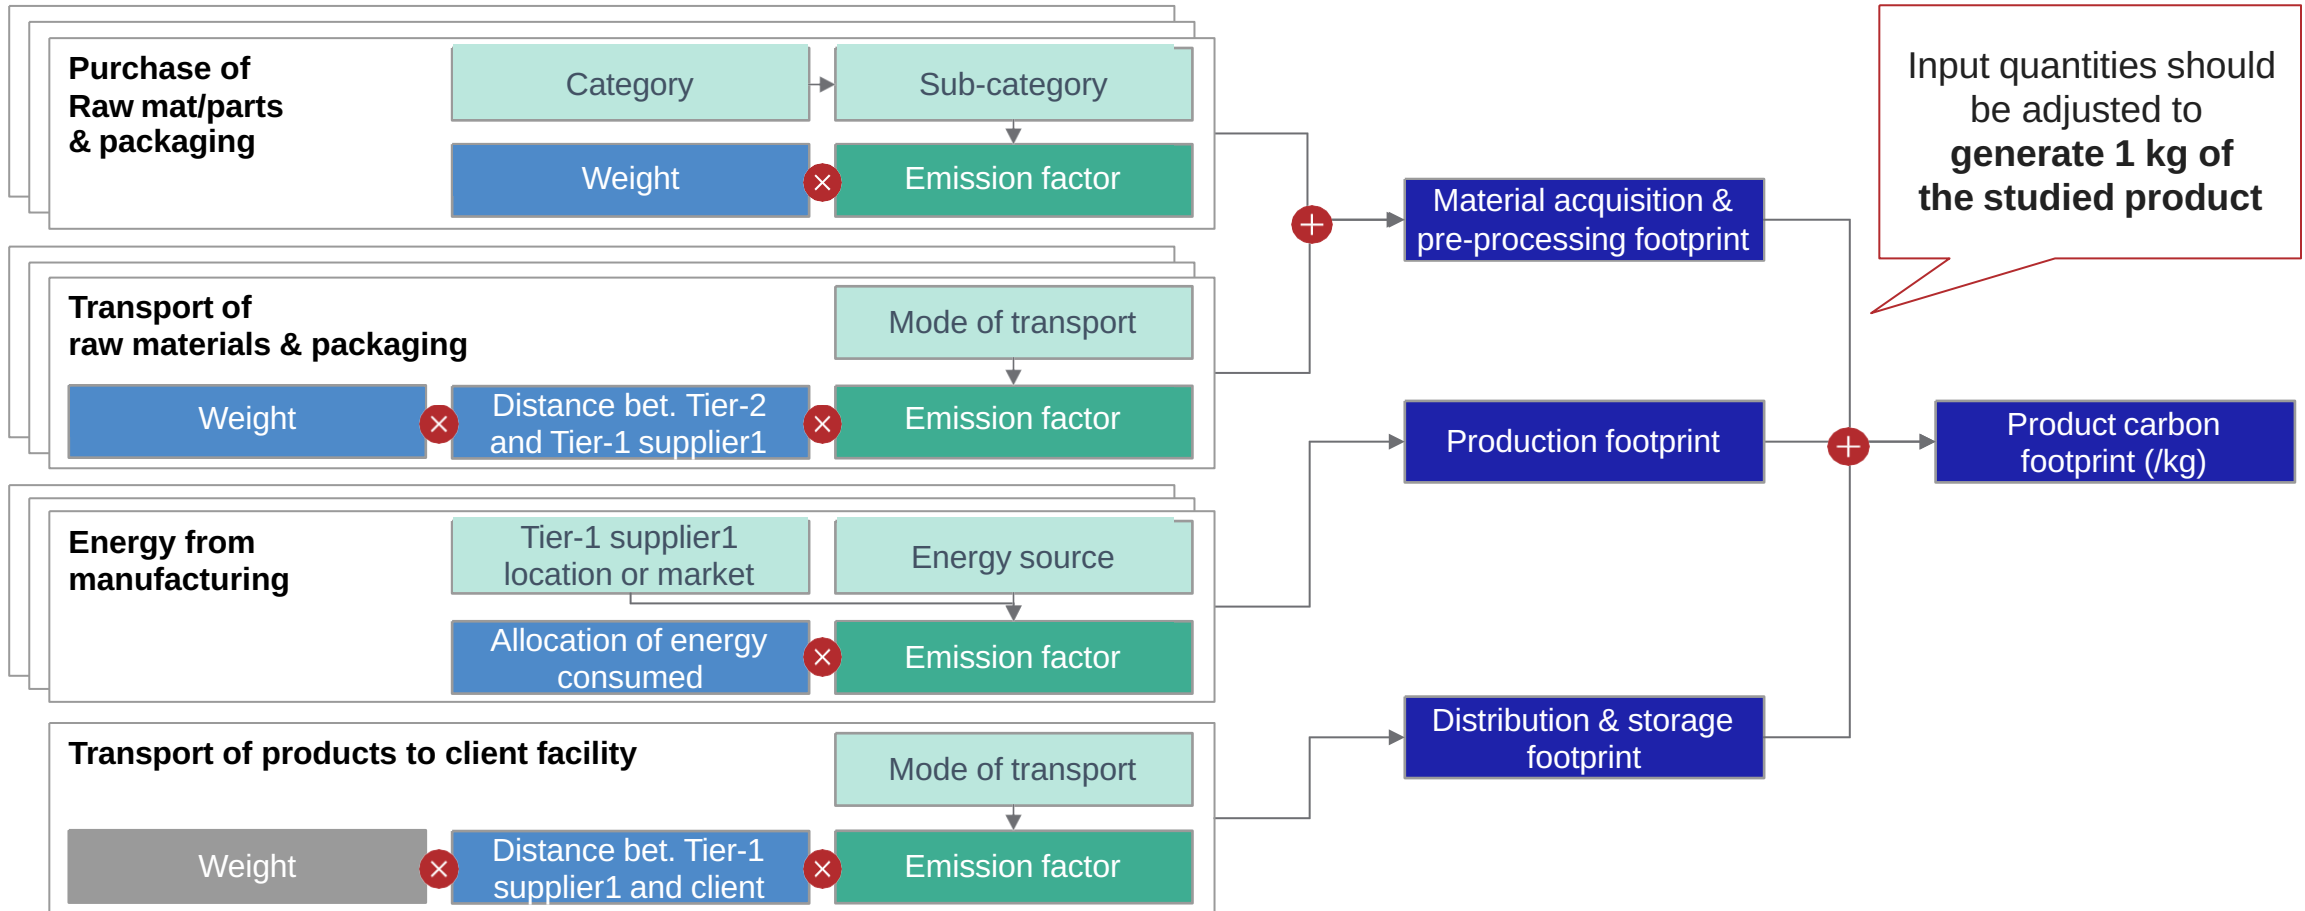 Purchase of
Raw mat/parts
& packaging
Category
Sub-category
Weight
Emission factor
Transport of
raw materials & packaging
Mode of transport
Weight
Distance bet. Tier-2
and Tier-1 supplier1
Emission factor
Energy from
manufacturing
Tier-1 supplier1
location or market
Energy source
Allocation of energy
consumed
Emission factor
Transport of products to client facility
Mode of transport
Weight
Distance bet. Tier-1
supplier1 and client
Emission factor
Material acquisition &
pre-processing footprint
Production footprint
Distribution & storage
footprint
Product carbon
footprint (/kg)
Input quantities should
be adjusted to
generate 1 kg of
the studied product